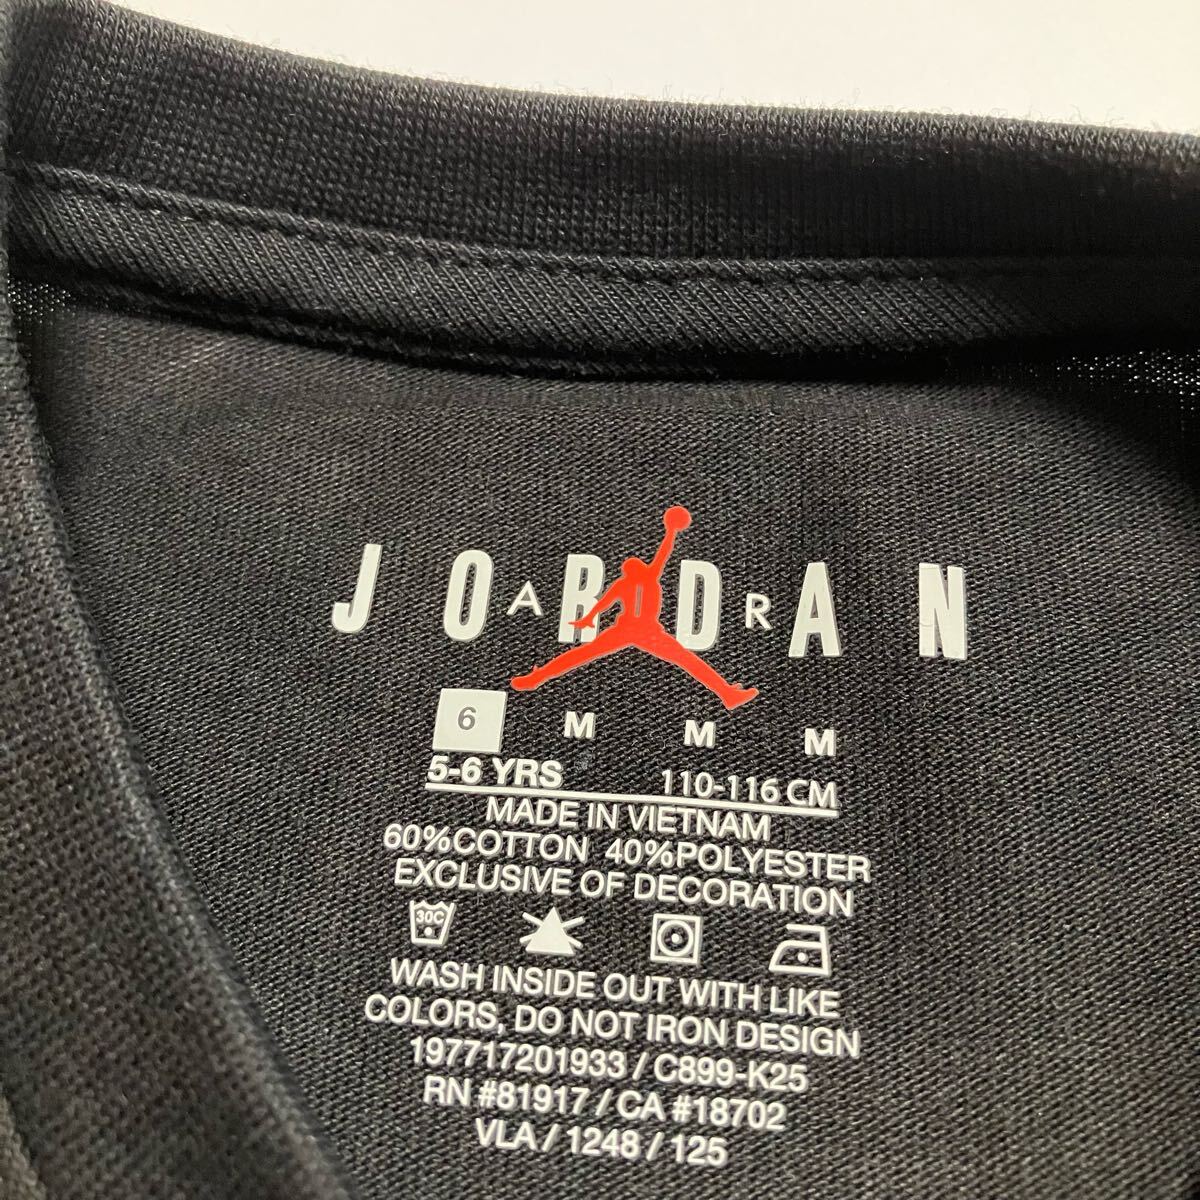 JORDAN
AIR
6 M M M
5-6 YRS 110-116 CM
MADE IN VIETNAM
60%COTTON 40%POLYESTER
EXCLUSIVE OF DECORATION
30C
WASH INSIDE OUT WITH LIKE
COLORS, DO NOT IRON DESIGN
197717201933 / C899-K25
RN #81917 / CA #18702
VLA / 1248 / 125